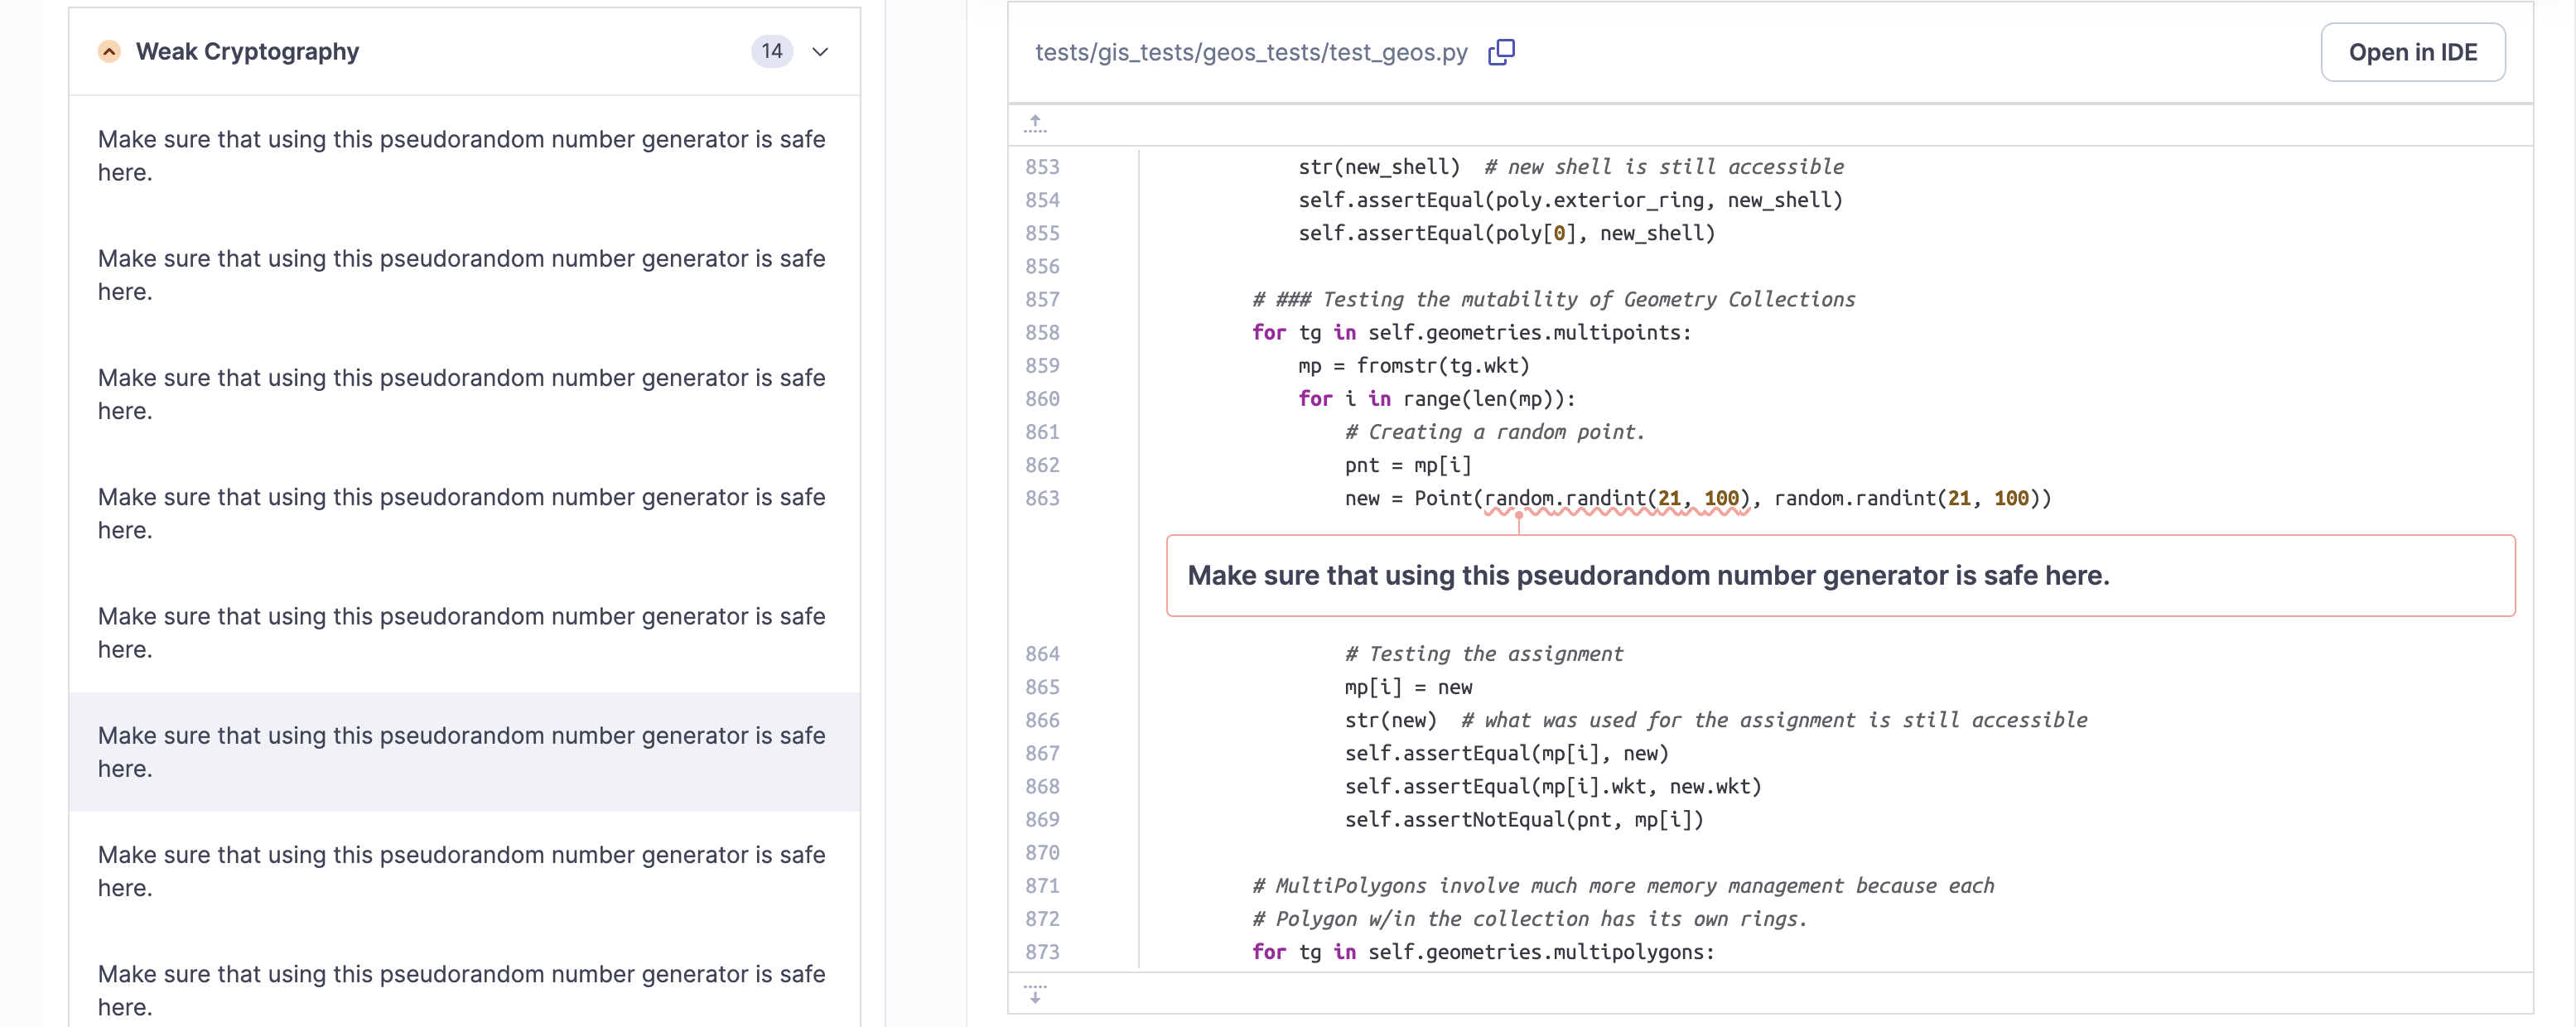 Weak Cryptography 14
Make sure that using this pseudorandom number generator is safe
here.
Make sure that using this pseudorandom number generator is safe
here.
Make sure that using this pseudorandom number generator is safe
here.
Make sure that using this pseudorandom number generator is safe
here.
Make sure that using this pseudorandom number generator is safe
here.
Make sure that using this pseudorandom number generator is safe
here.
Make sure that using this pseudorandom number generator is safe
here.
Make sure that using this pseudorandom number generator is safe
here.
tests/gis_tests/geos_tests/test_geos.py Open in IDE
853 str(new_shell)  # new shell is still accessible
854 self.assertEqual(poly.exterior_ring, new_shell)
855 self.assertEqual(poly[0], new_shell)
856
857 # ### Testing the mutability of Geometry Collections
858 for tg in self.geometries.multipoints:
859 mp = fromstr(tg.wkt)
860 for i in range(len(mp)):
861 # Creating a random point.
862 pnt = mp[i]
863 new = Point(random.randint(21, 100), random.randint(21, 100))
Make sure that using this pseudorandom number generator is safe here.
864 # Testing the assignment
865 mp[i] = new
866 str(new)  # what was used for the assignment is still accessible
867 self.assertEqual(mp[i], new)
868 self.assertEqual(mp[i].wkt, new.wkt)
869 self.assertNotEqual(pnt, mp[i])
870
871 # MultiPolygons involve much more memory management because each
872 # Polygon w/in the collection has its own rings.
873 for tg in self.geometries.multipolygons: